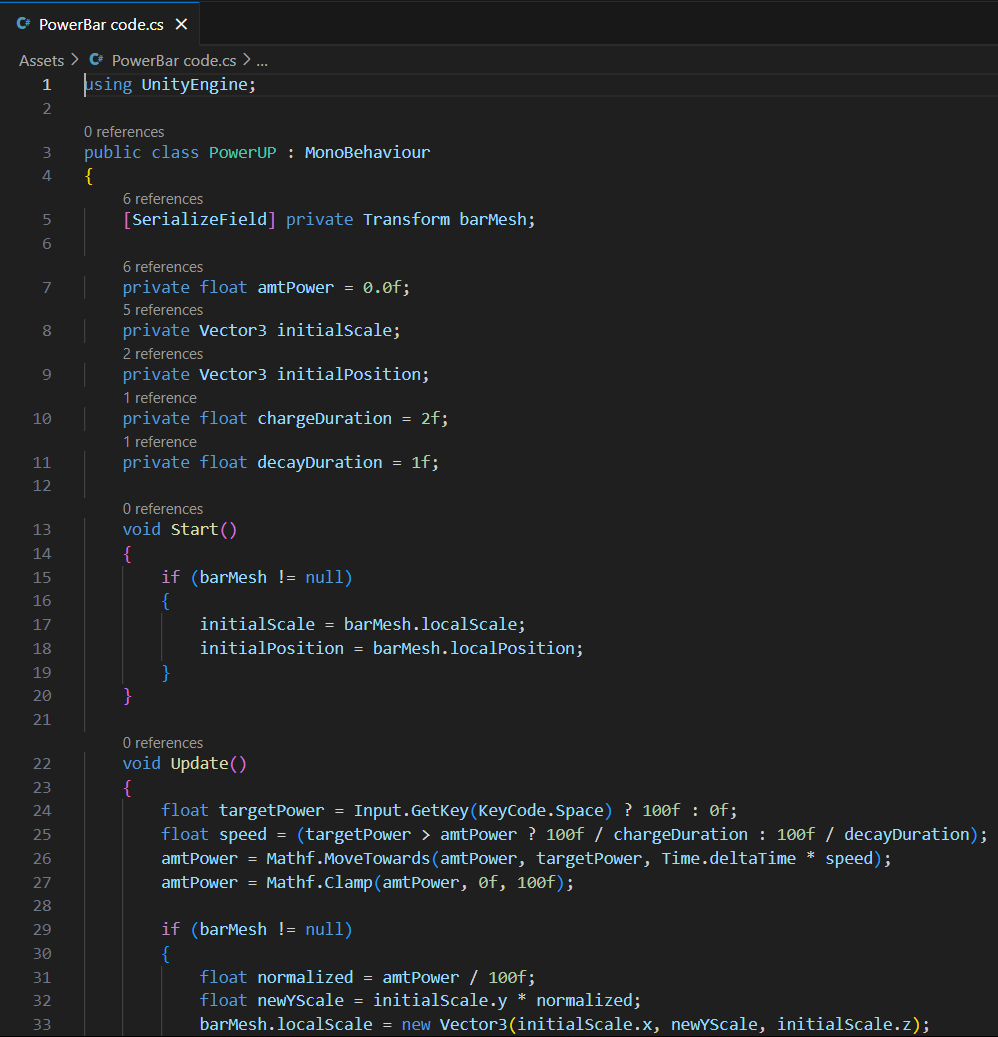 C# PowerBar code.cs ×
Assets > C# PowerBar code.cs > ...
1 using UnityEngine;
2
0 references
3 public class PowerUP : MonoBehaviour
4 {
6 references
5 [SerializeField] private Transform barMesh;
6
6 references
7 private float amtPower = 0.0f;
5 references
8 private Vector3 initialScale;
2 references
9 private Vector3 initialPosition;
1 reference
10 private float chargeDuration = 2f;
1 reference
11 private float decayDuration = 1f;
12
0 references
13 void Start()
14 {
15 if (barMesh != null)
16 {
17 initialScale = barMesh.localScale;
18 initialPosition = barMesh.localPosition;
19 }
20 }
21
0 references
22 void Update()
23 {
24 float targetPower = Input.GetKey(KeyCode.Space) ? 100f : 0f;
25 float speed = (targetPower > amtPower ? 100f / chargeDuration : 100f / decayDuration);
26 amtPower = Mathf.MoveTowards(amtPower, targetPower, Time.deltaTime * speed);
27 amtPower = Mathf.Clamp(amtPower, 0f, 100f);
28
29 if (barMesh != null)
30 {
31 float normalized = amtPower / 100f;
32 float newYScale = initialScale.y * normalized;
33 barMesh.localScale = new Vector3(initialScale.x, newYScale, initialScale.z);